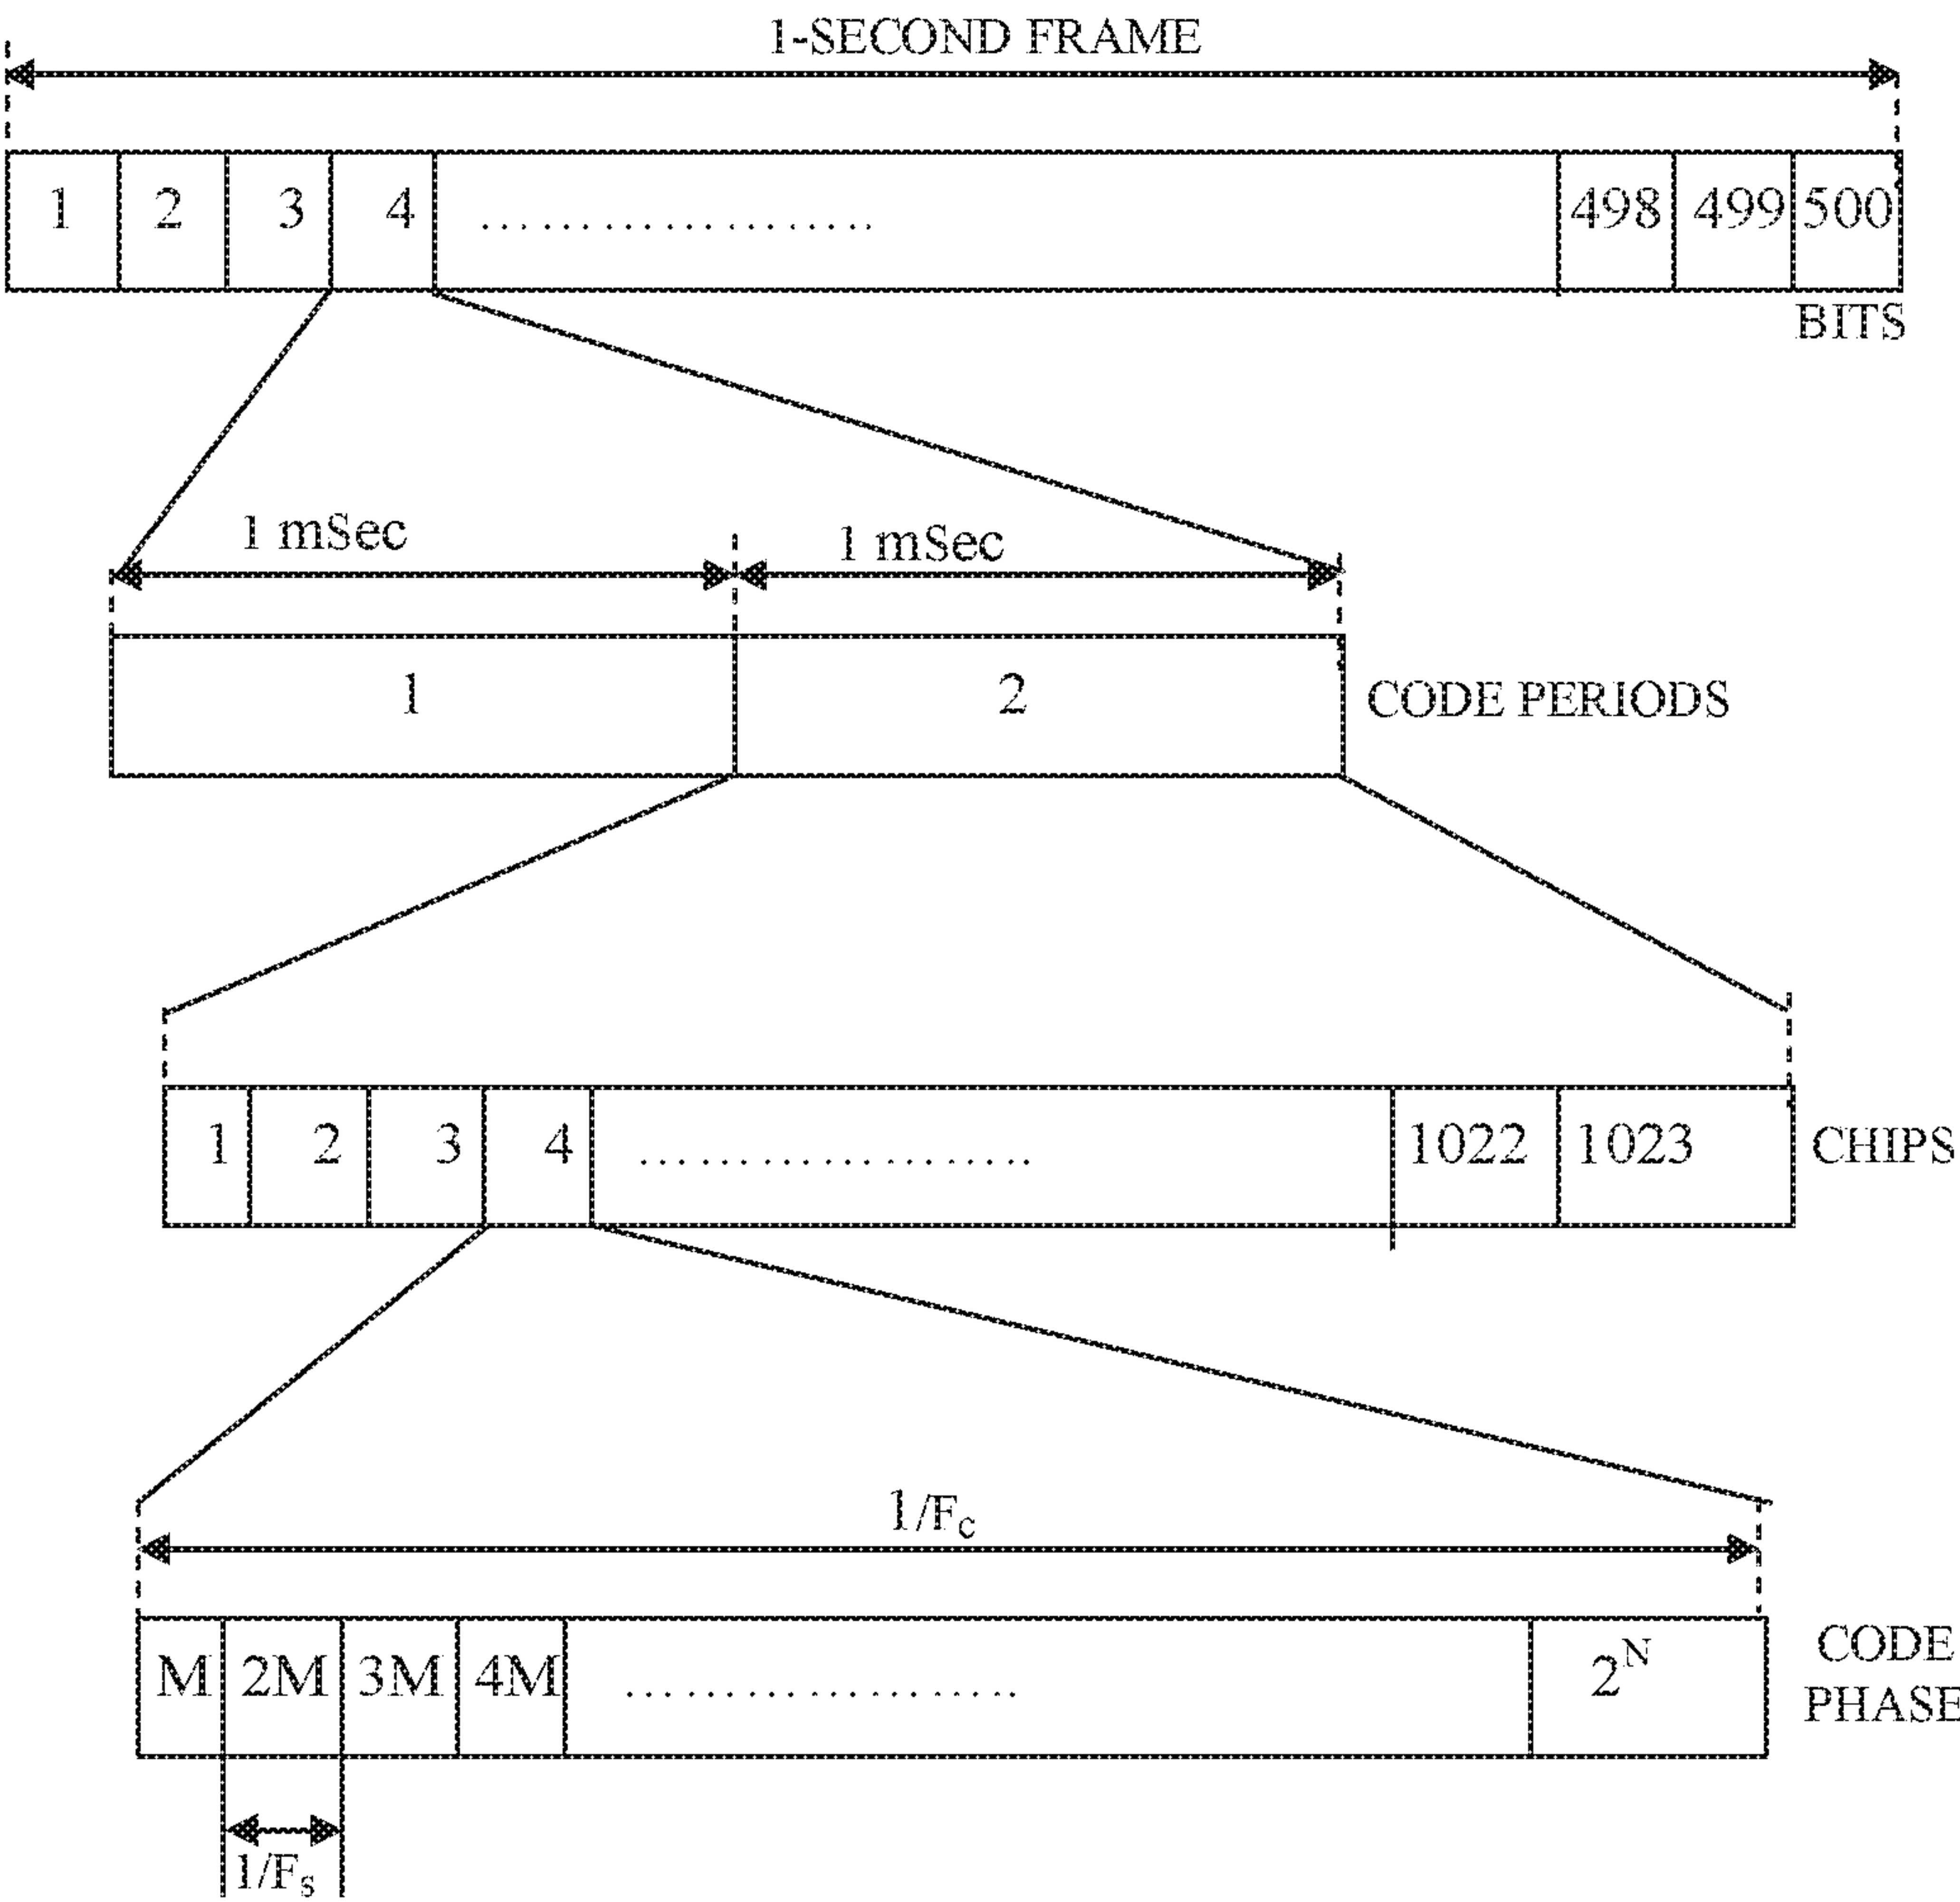 1-SECOND FRAME
1 2 3 4 .................... 498 499 500
BITS
1 mSec 1 mSec
1 2 CODE PERIODS
1 2 3 4 .................... 1022 1023 CHIPS
1/Fc
M 2M 3M 4M .................... 2^N CODE
PHASE
1/Fs